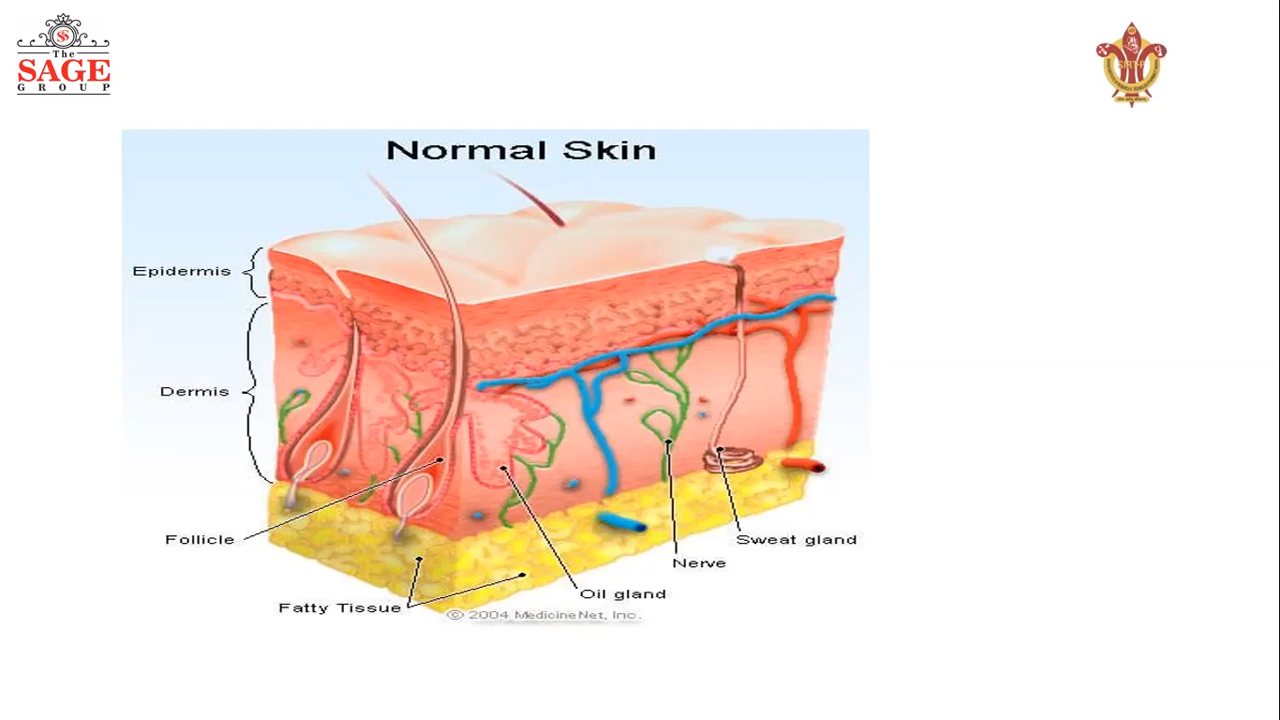 The
SAGE
GROUP
Normal Skin
Epidermis
Dermis
Follicle
Sweat gland
Nerve
Oil gland
Fatty Tissue
© 2004 MedicineNet, Inc.